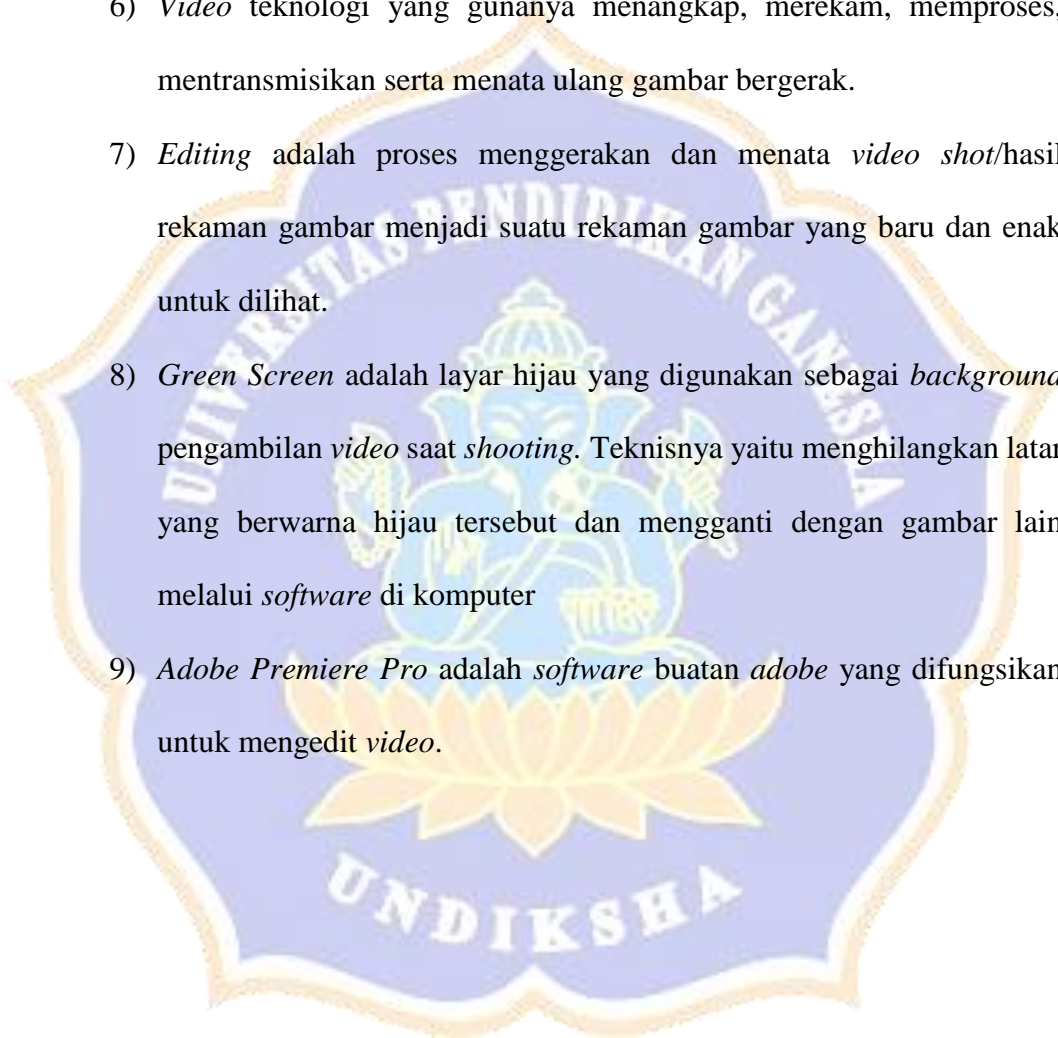 6) Video teknologi yang gunanya menangkap, merekam, memproses,
mentransmisikan serta menata ulang gambar bergerak.
7) Editing adalah proses menggerakan dan menata video shot/hasil
rekaman gambar menjadi suatu rekaman gambar yang baru dan enak
untuk dilihat.
8) Green Screen adalah layar hijau yang digunakan sebagai background
pengambilan video saat shooting. Teknisnya yaitu menghilangkan latar
yang berwarna hijau tersebut dan mengganti dengan gambar lain
melalui software di komputer
9) Adobe Premiere Pro adalah software buatan adobe yang difungsikan
untuk mengedit video.
UNIVERSITAS PENDIDIKAN GANESHA
UNDIKSHA